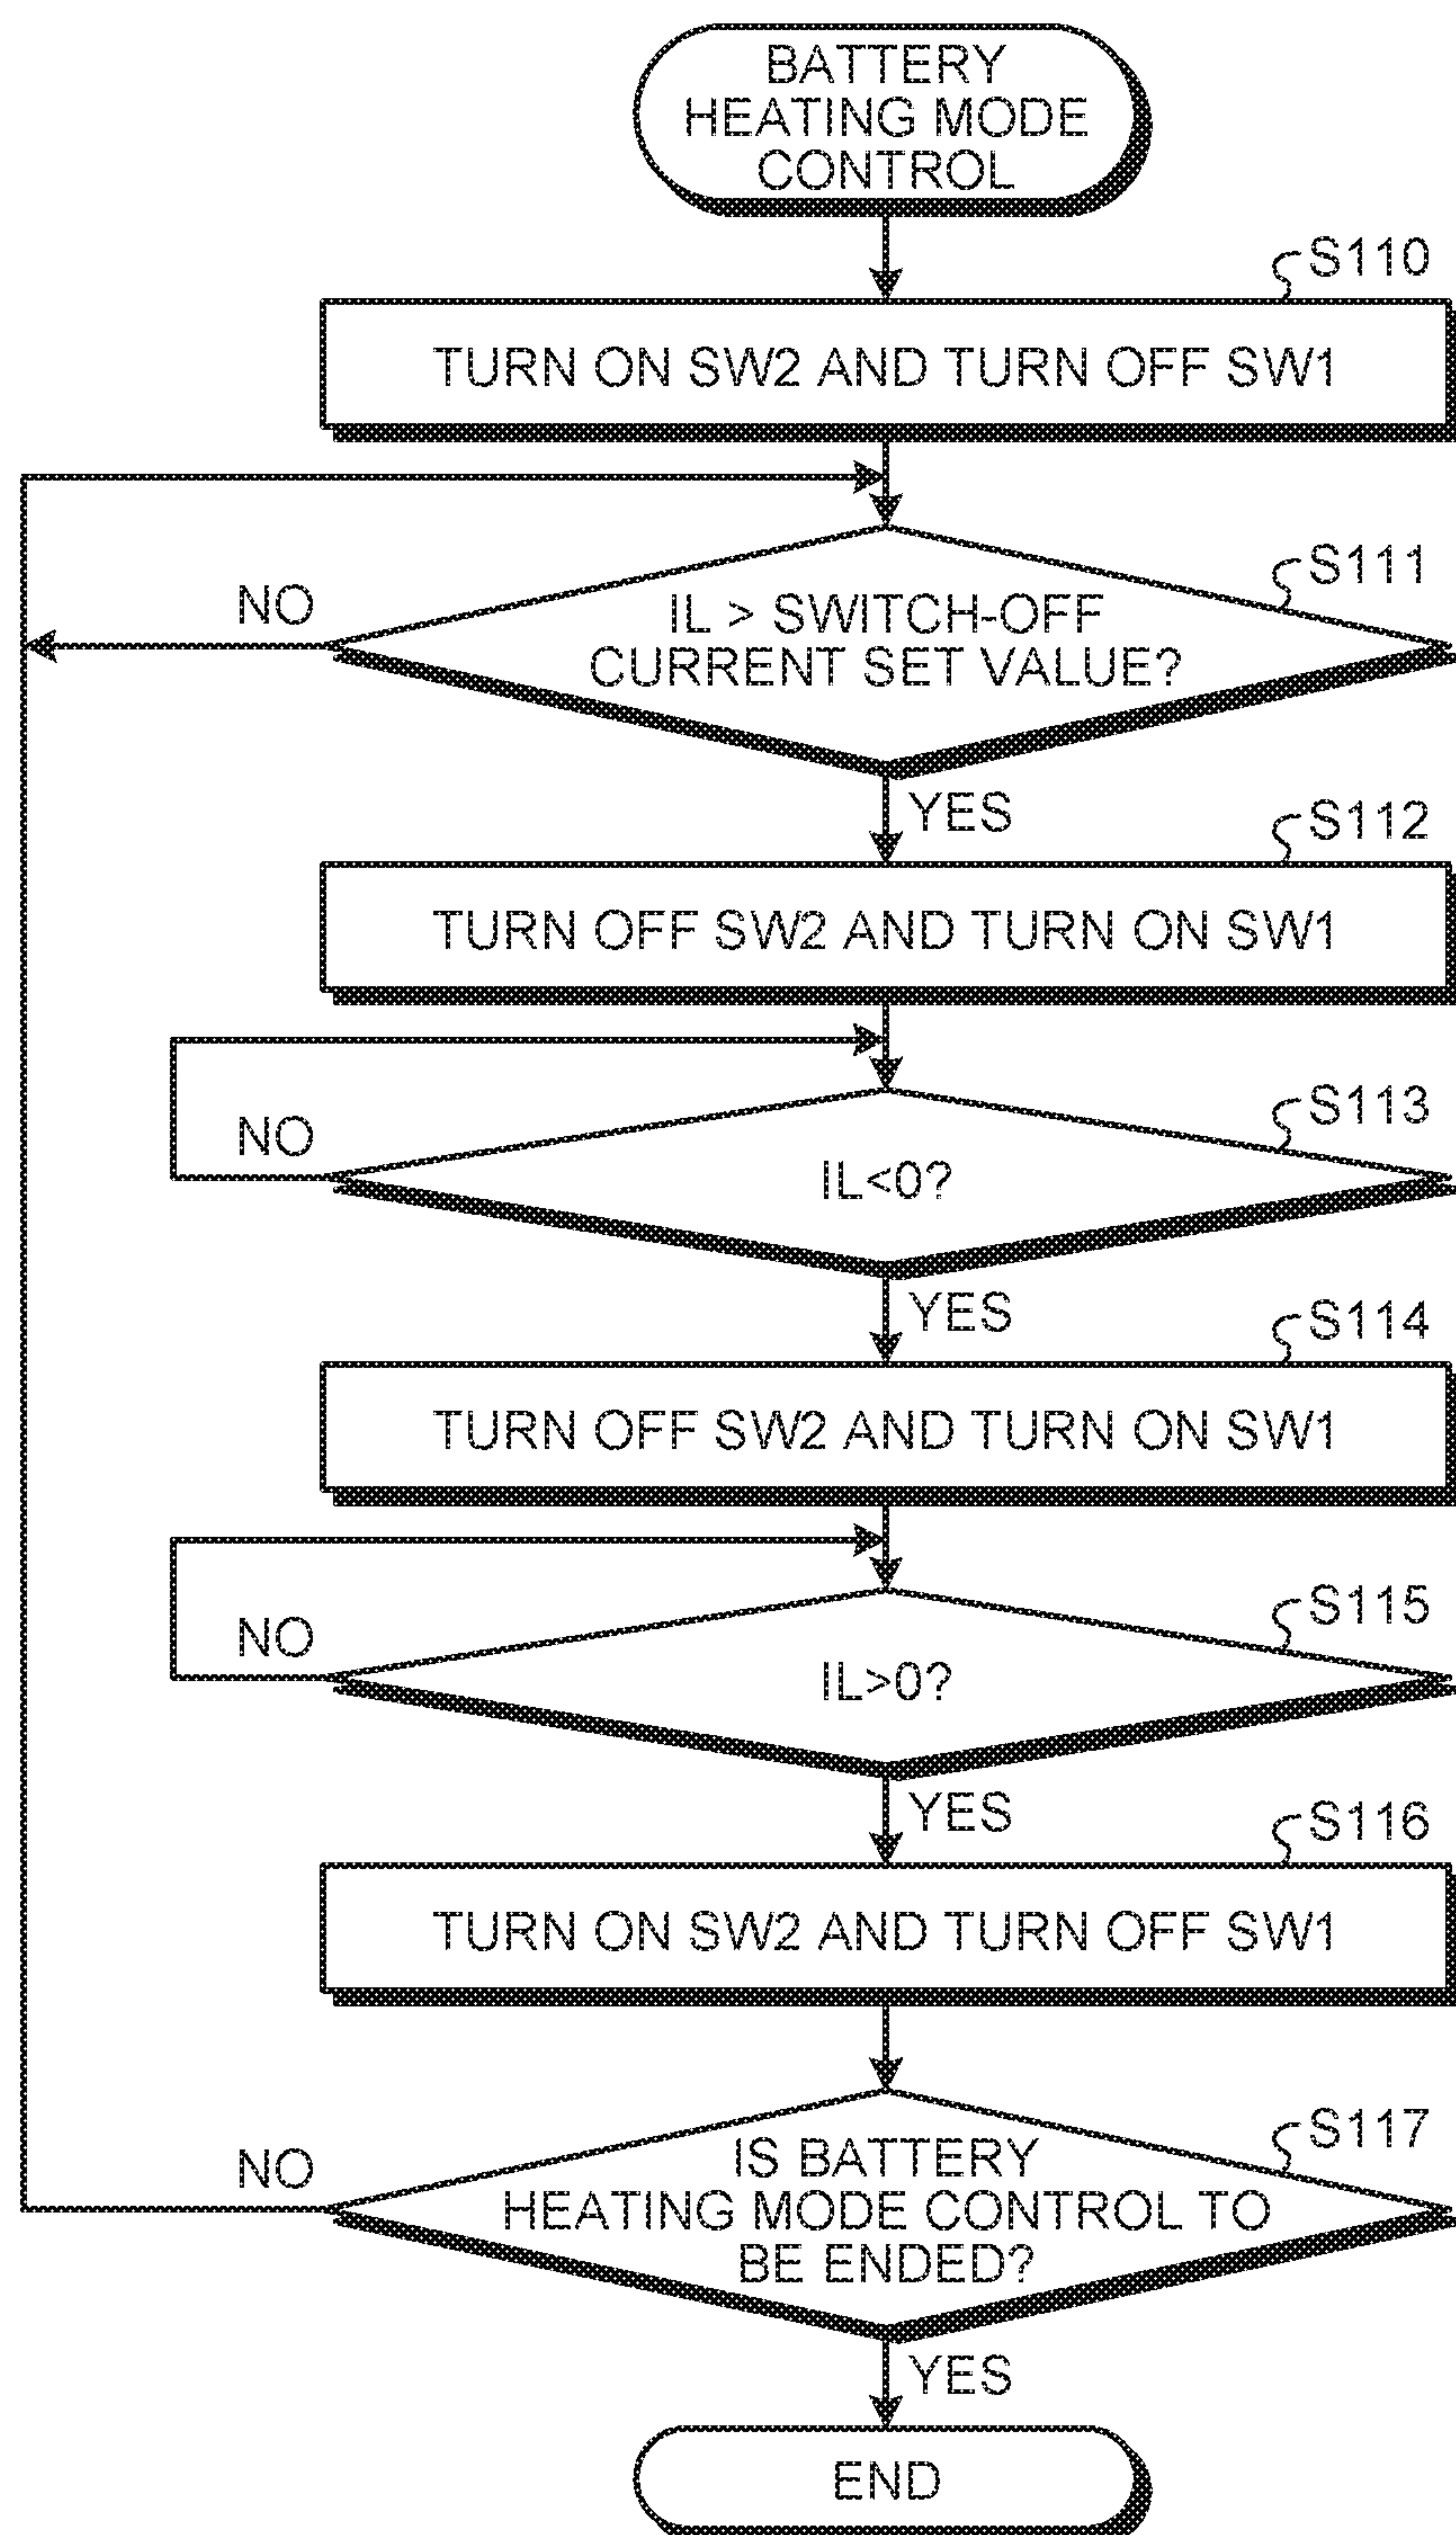 BATTERY
HEATING MODE
CONTROL
S110
TURN ON SW2 AND TURN OFF SW1
S111
NO
IL > SWITCH-OFF
CURRENT SET VALUE?
YES
S112
TURN OFF SW2 AND TURN ON SW1
S113
NO
IL<0?
YES
S114
TURN OFF SW2 AND TURN ON SW1
S115
NO
IL>0?
YES
S116
TURN ON SW2 AND TURN OFF SW1
S117
NO
IS BATTERY
HEATING MODE CONTROL TO
BE ENDED?
YES
END